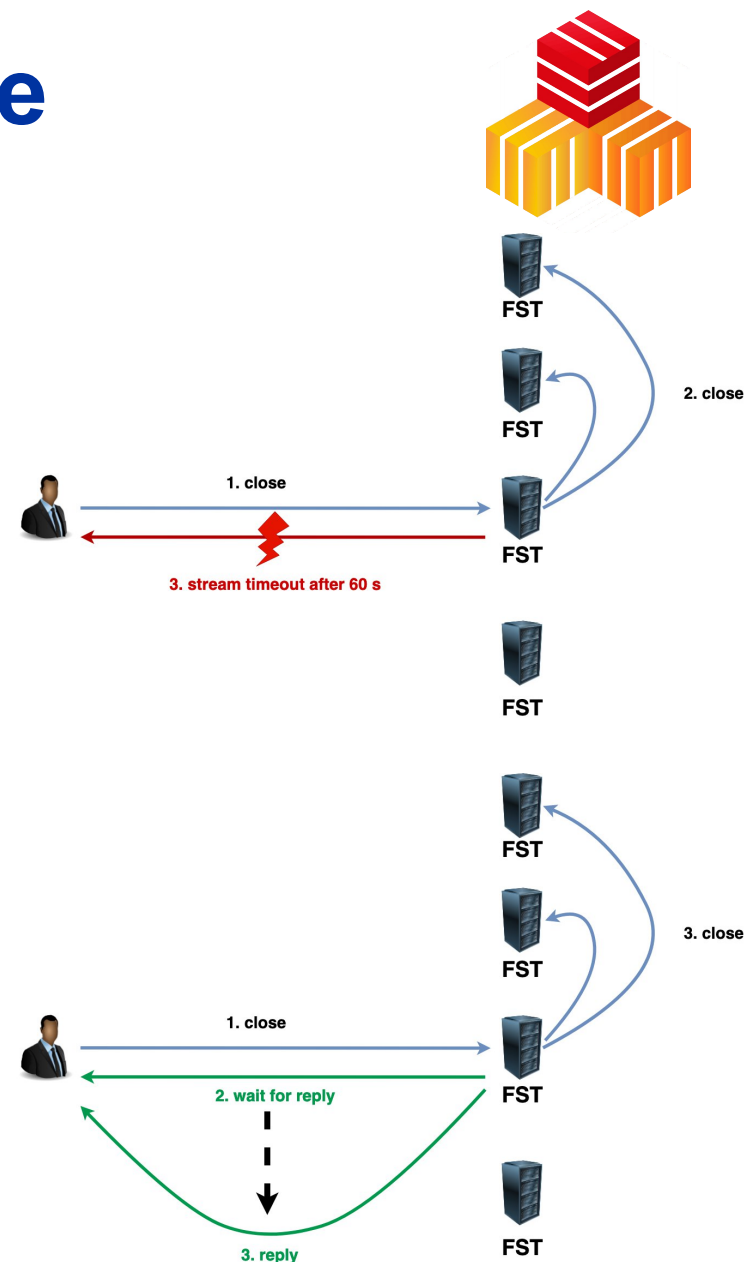 e
FST
FST
2. close
1. close
FST
3. stream timeout after 60 s
FST
FST
FST
3. close
1. close
FST
2. wait for reply
FST
3. reply